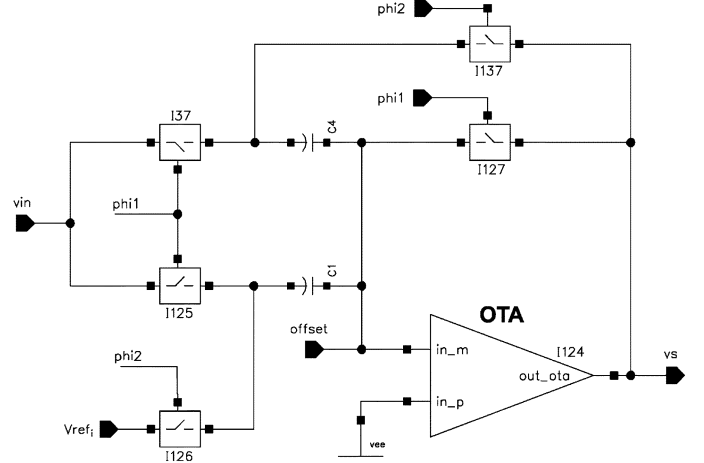 phi2
I137
phi1
I37
C4
I127
vin
phi1
C1
I125
OTA
offset
I124
in_m
vs
phi2
out_ota
in_p
Vref i
vee
I126